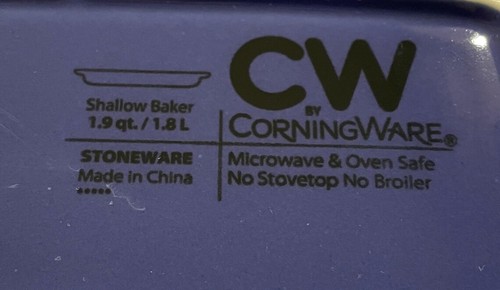 CW
BY
CORNINGWARE®
Shallow Baker
1.9 qt. / 1.8 L
STONEWARE
Made in China
Microwave & Oven Safe
No Stovetop No Broiler